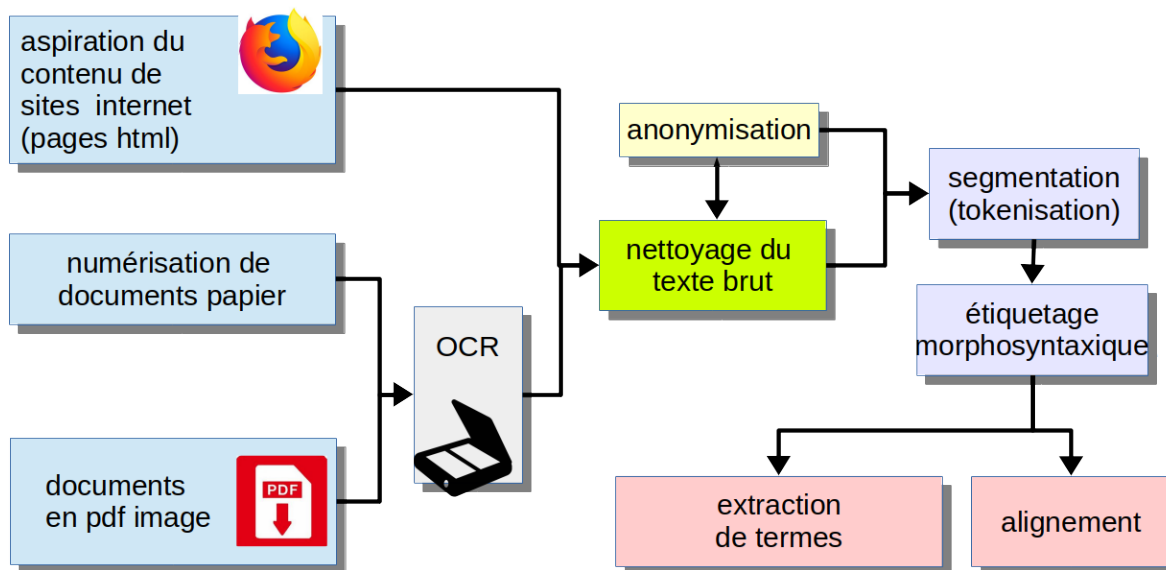 aspiration du
contenu de
sites internet
(pages html)
numérisation de
documents papier
documents
en pdf image
PDF
OCR
anonymisation
nettoyage du
texte brut
segmentation
(tokenisation)
étiquetage
morphosyntaxique
extraction
de termes
alignement